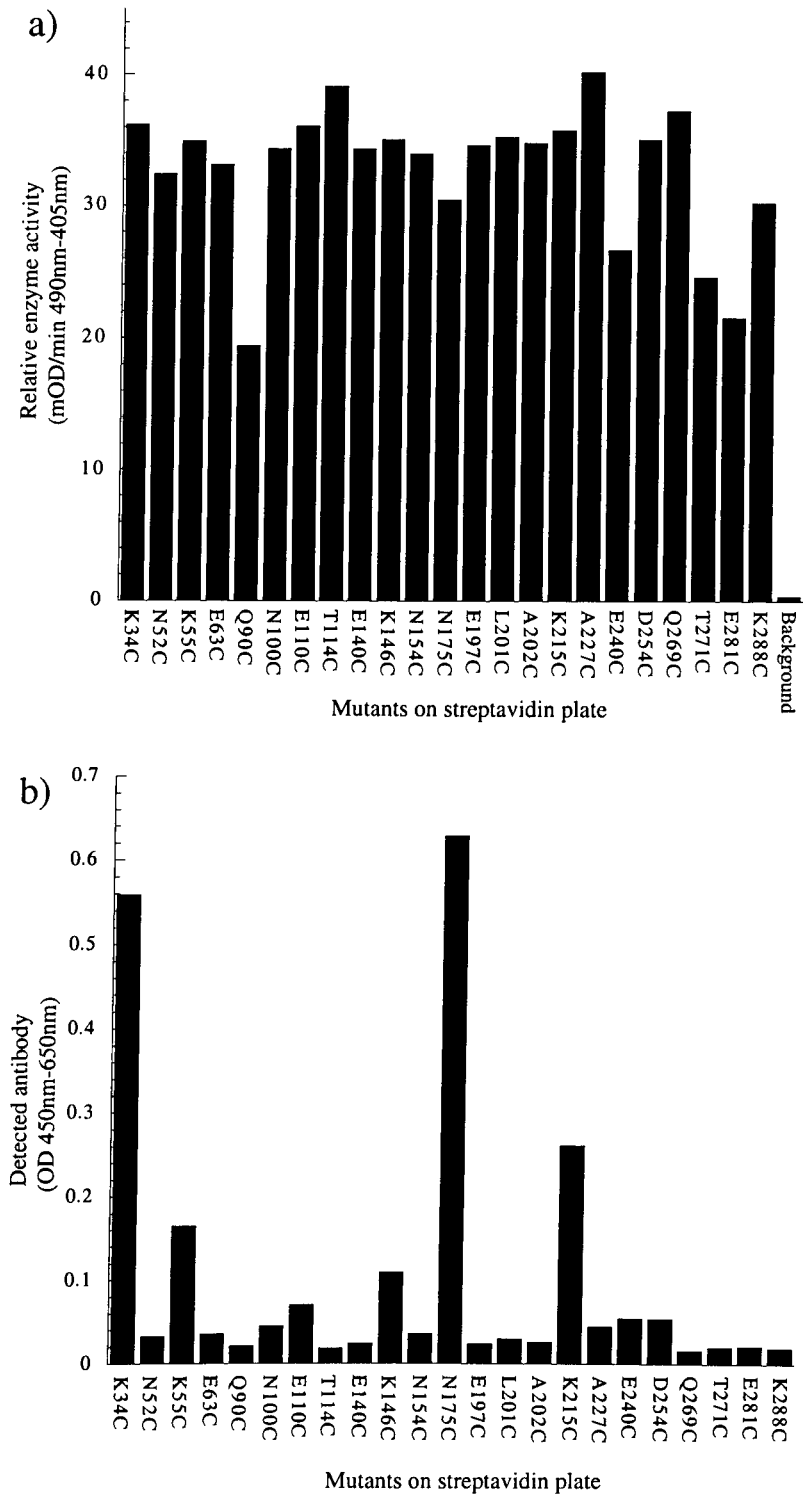 a)
40
30
20
10
0
Relative enzyme activity
(mOD/min 490nm-405nm)
K34C
N52C
K55C
E63C
Q90C
N100C
E110C
T114C
E140C
K146C
N154C
N175C
E197C
L201C
A202C
K215C
A227C
E240C
D254C
Q269C
T271C
E281C
K288C
Background
Mutants on streptavidin plate
b)
0.7
0.6
0.5
0.4
0.3
0.2
0.1
0
Detected antibody
(OD 450nm-650nm)
K34C
N52C
K55C
E63C
Q90C
N100C
E110C
T114C
E140C
K146C
N154C
N175C
E197C
L201C
A202C
K215C
A227C
E240C
D254C
Q269C
T271C
E281C
K288C
Mutants on streptavidin plate